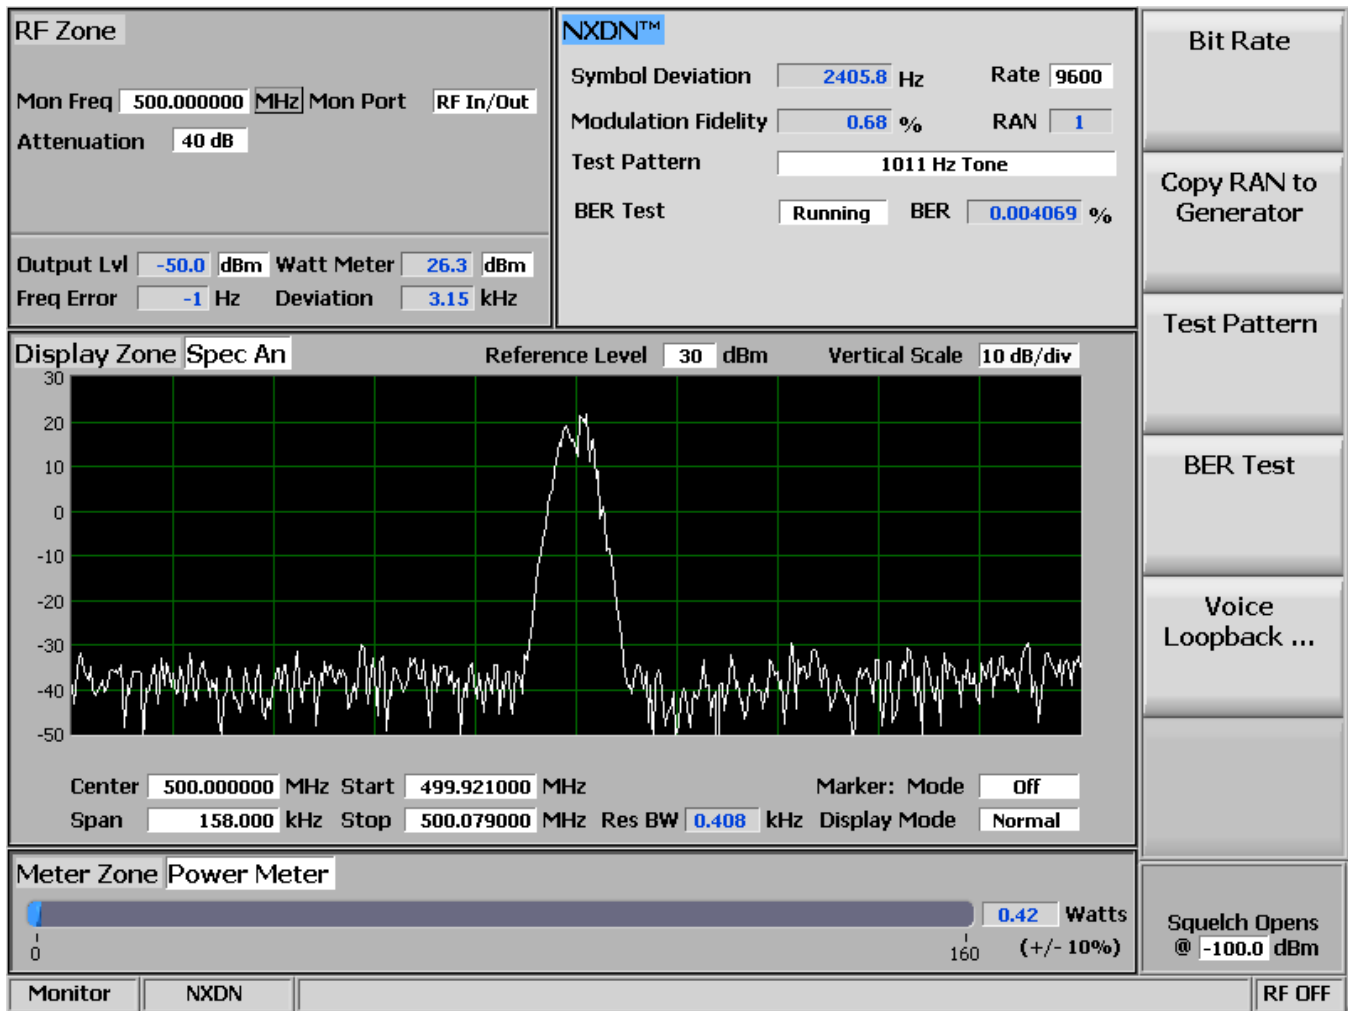 RF Zone
Mon Freq 500.000000 MHz Mon Port RF In/Out
Attenuation 40 dB
Output Lvl -50.0 dBm Watt Meter 26.3 dBm
Freq Error -1 Hz Deviation 3.15 kHz
NXDN™
Symbol Deviation 2405.8 Hz Rate 9600
Modulation Fidelity 0.68 % RAN 1
Test Pattern 1011 Hz Tone
BER Test Running BER 0.004069 %
Display Zone Spec An Reference Level 30 dBm Vertical Scale 10 dB/div
30
20
10
0
-10
-20
-30
-40
-50
Center 500.000000 MHz Start 499.921000 MHz Marker: Mode Off
Span 158.000 kHz Stop 500.079000 MHz Res BW 0.408 kHz Display Mode Normal
Meter Zone Power Meter
0.42 Watts
0 160 (+/- 10%)
Bit Rate
Copy RAN to
Generator
Test Pattern
BER Test
Voice
Loopback ...
Squelch Opens
@ -100.0 dBm
Monitor NXDN RF OFF